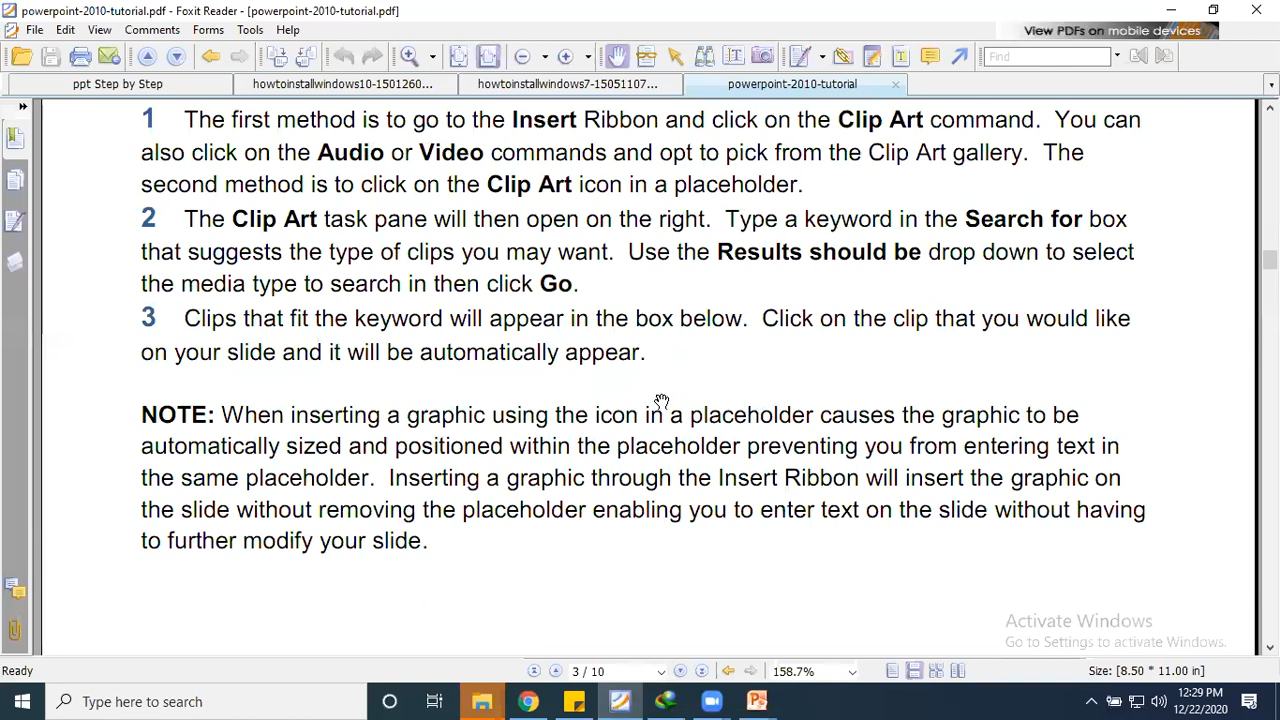 powerpoint-2010-tutorial.pdf - Foxit Reader - [powerpoint-2010-tutorial.pdf]
File Edit View Comments Forms Tools Help
View PDFs on mobile devices
Find
ppt Step by Step howtoinstallwindows10-1501260... howtoinstallwindows7-15051107... powerpoint-2010-tutorial
1 The first method is to go to the Insert Ribbon and click on the Clip Art command. You can
also click on the Audio or Video commands and opt to pick from the Clip Art gallery. The
second method is to click on the Clip Art icon in a placeholder.
2 The Clip Art task pane will then open on the right. Type a keyword in the Search for box
that suggests the type of clips you may want. Use the Results should be drop down to select
the media type to search in then click Go.
3 Clips that fit the keyword will appear in the box below. Click on the clip that you would like
on your slide and it will be automatically appear.
NOTE: When inserting a graphic using the icon in a placeholder causes the graphic to be
automatically sized and positioned within the placeholder preventing you from entering text in
the same placeholder. Inserting a graphic through the Insert Ribbon will insert the graphic on
the slide without removing the placeholder enabling you to enter text on the slide without having
to further modify your slide.
Activate Windows
Go to Settings to activate Windows.
Ready 3 / 10 158.7% Size: [8.50 * 11.00 in]
Type here to search
12:29 PM
12/22/2020